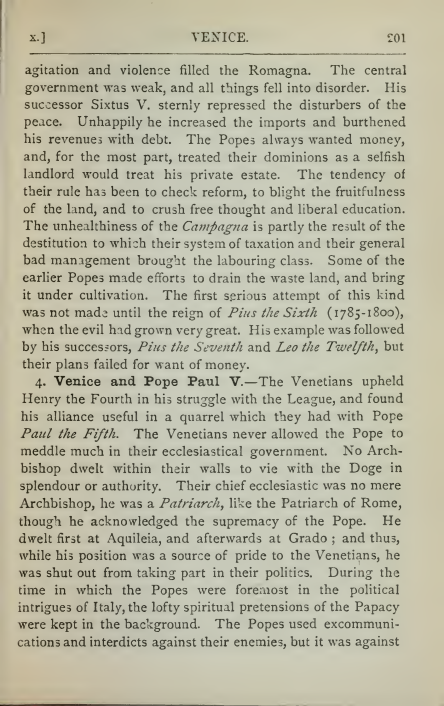 x.] VENICE. 201
agitation and violence filled the Romagna. The central
government was weak, and all things fell into disorder. His
successor Sixtus V. sternly repressed the disturbers of the
peace. Unhappily he increased the imports and burthened
his revenues with debt. The Popes always wanted money,
and, for the most part, treated their dominions as a selfish
landlord would treat his private estate. The tendency of
their rule has been to check reform, to blight the fruitfulness
of the land, and to crush free thought and liberal education.
The unhealthiness of the Campagna is partly the result of the
destitution to which their system of taxation and their general
bad management brought the labouring class. Some of the
earlier Popes made efforts to drain the waste land, and bring
it under cultivation. The first serious attempt of this kind
was not made until the reign of Pius the Sixth (1785-1800),
when the evil had grown very great. His example was followed
by his successors, Pius the Seventh and Leo the Twelfth, but
their plans failed for want of money.
4. Venice and Pope Paul V.—The Venetians upheld
Henry the Fourth in his struggle with the League, and found
his alliance useful in a quarrel which they had with Pope
Paul the Fifth. The Venetians never allowed the Pope to
meddle much in their ecclesiastical government. No Arch-
bishop dwelt within their walls to vie with the Doge in
splendour or authority. Their chief ecclesiastic was no mere
Archbishop, he was a Patriarch, like the Patriarch of Rome,
though he acknowledged the supremacy of the Pope. He
dwelt first at Aquileia, and afterwards at Grado ; and thus,
while his position was a source of pride to the Venetians, he
was shut out from taking part in their politics. During the
time in which the Popes were foremost in the political
intrigues of Italy, the lofty spiritual pretensions of the Papacy
were kept in the background. The Popes used excommuni-
cations and interdicts against their enemies, but it was against